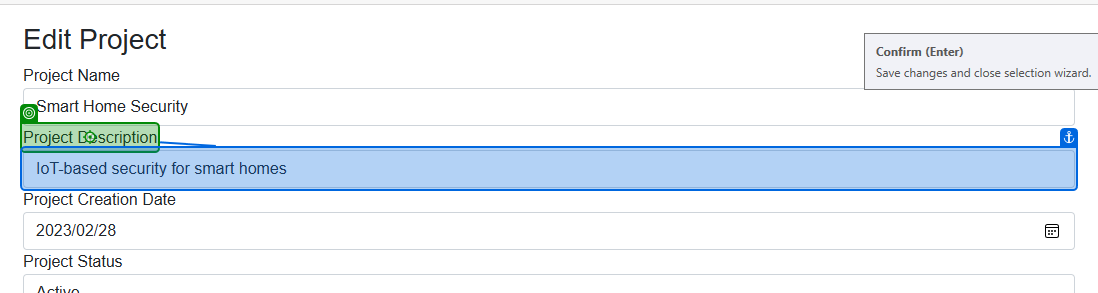 Edit Project
Confirm (Enter)
Save changes and close selection wizard.
Project Name
Smart Home Security
Project Description
IoT-based security for smart homes
Project Creation Date
2023/02/28
Project Status
Active